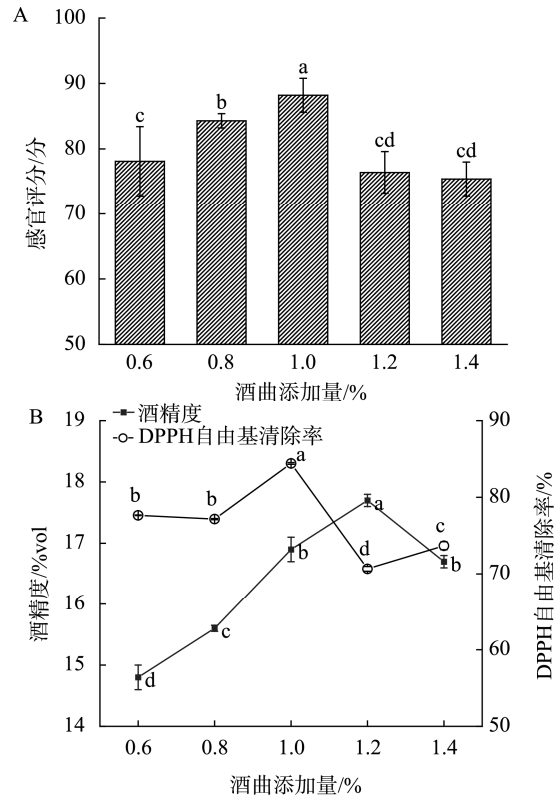 A
100
90
80
70
60
50
感官评分/分
c
b
a
cd
cd
0.6
0.8
1.0
1.2
1.4
酒曲添加量/%
B
酒精度
DPPH自由基清除率
19
18
17
16
15
14
酒精度/%vol
90
80
70
60
50
DPPH自由基清除率/%
b
b
a
d
c
d
c
b
a
b
0.6
0.8
1.0
1.2
1.4
酒曲添加量/%